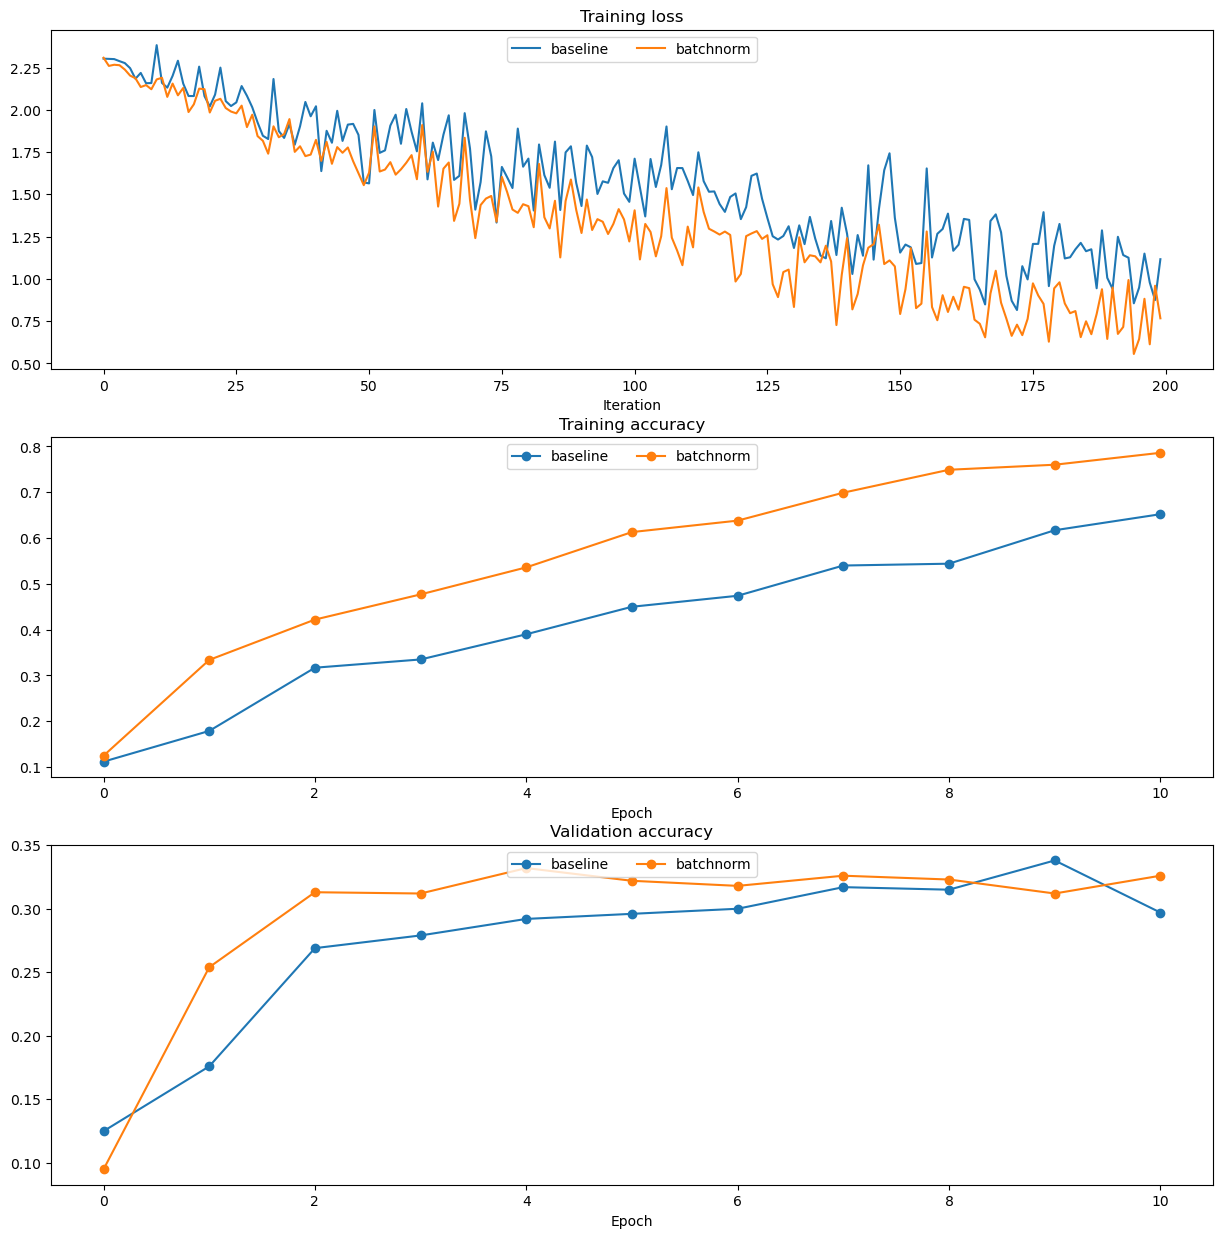 Training loss
baseline batchnorm
2.25
2.00
1.75
1.50
1.25
1.00
0.75
0.50
0 25 50 75 100 125 150 175 200
Iteration
Training accuracy
baseline batchnorm
0.8
0.7
0.6
0.5
0.4
0.3
0.2
0.1
0 2 4 6 8 10
Epoch
Validation accuracy
baseline batchnorm
0.35
0.30
0.25
0.20
0.15
0.10
0 2 4 6 8 10
Epoch